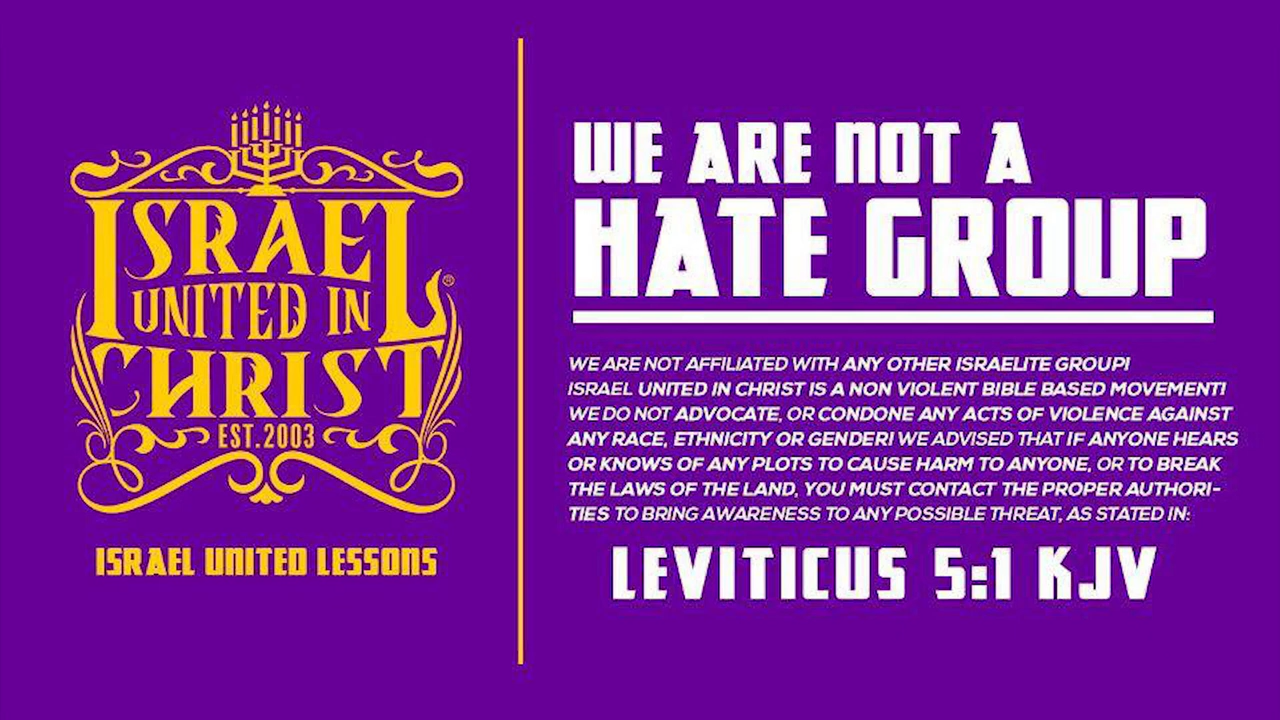 ISRAEL
UNITED IN
CHRIST
EST. 2003
ISRAEL UNITED LESSONS
WE ARE NOT A
HATE GROUP
WE ARE NOT AFFILIATED WITH ANY OTHER ISRAELITE GROUP!
ISRAEL UNITED IN CHRIST IS A NON VIOLENT BIBLE BASED MOVEMENT!
WE DO NOT ADVOCATE, OR CONDONE ANY ACTS OF VIOLENCE AGAINST
ANY RACE, ETHNICITY OR GENDER! WE ADVISED THAT IF ANYONE HEARS
OR KNOWS OF ANY PLOTS TO CAUSE HARM TO ANYONE, OR TO BREAK
THE LAWS OF THE LAND, YOU MUST CONTACT THE PROPER AUTHORI-
TIES TO BRING AWARENESS TO ANY POSSIBLE THREAT, AS STATED IN:
LEVITICUS 5:1 KJV